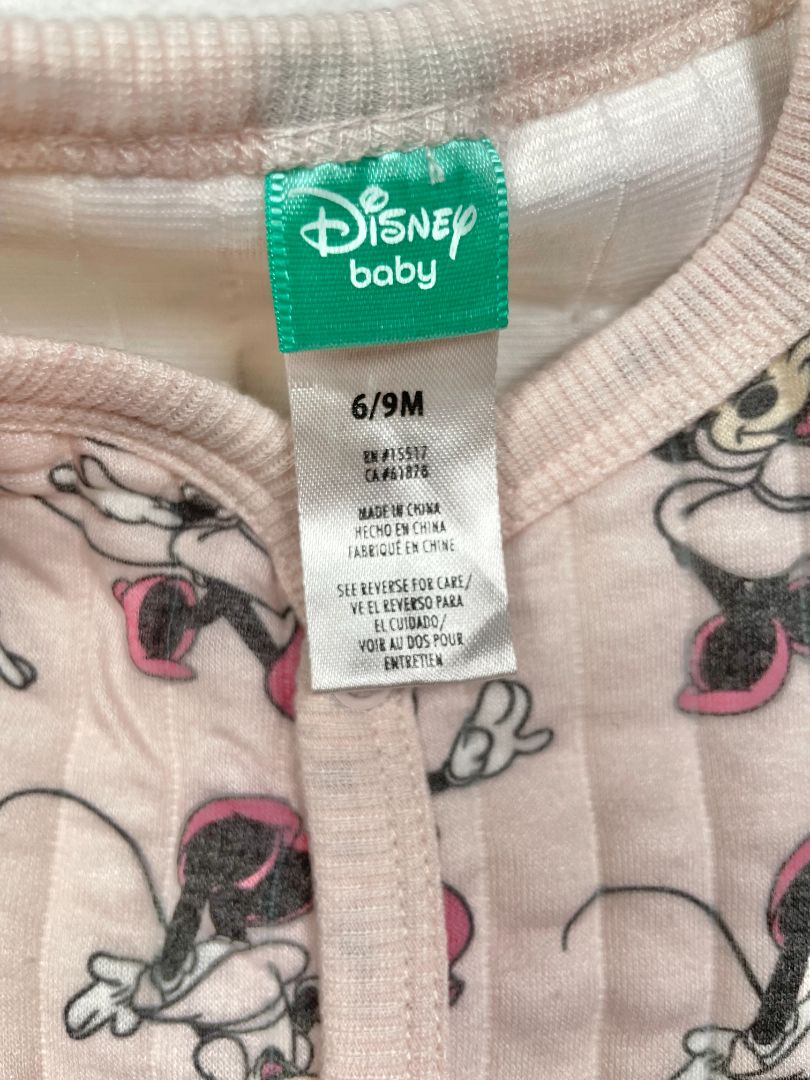 Disney
baby
6/9M
RN #15517
CA #61878
MADE IN CHINA
HECHO EN CHINA
FABRIQUÉ EN CHINE
SEE REVERSE FOR CARE/
VE EL REVERSO PARA
EL CUIDADO/
VOIR AU DOS POUR
ENTRETIEN